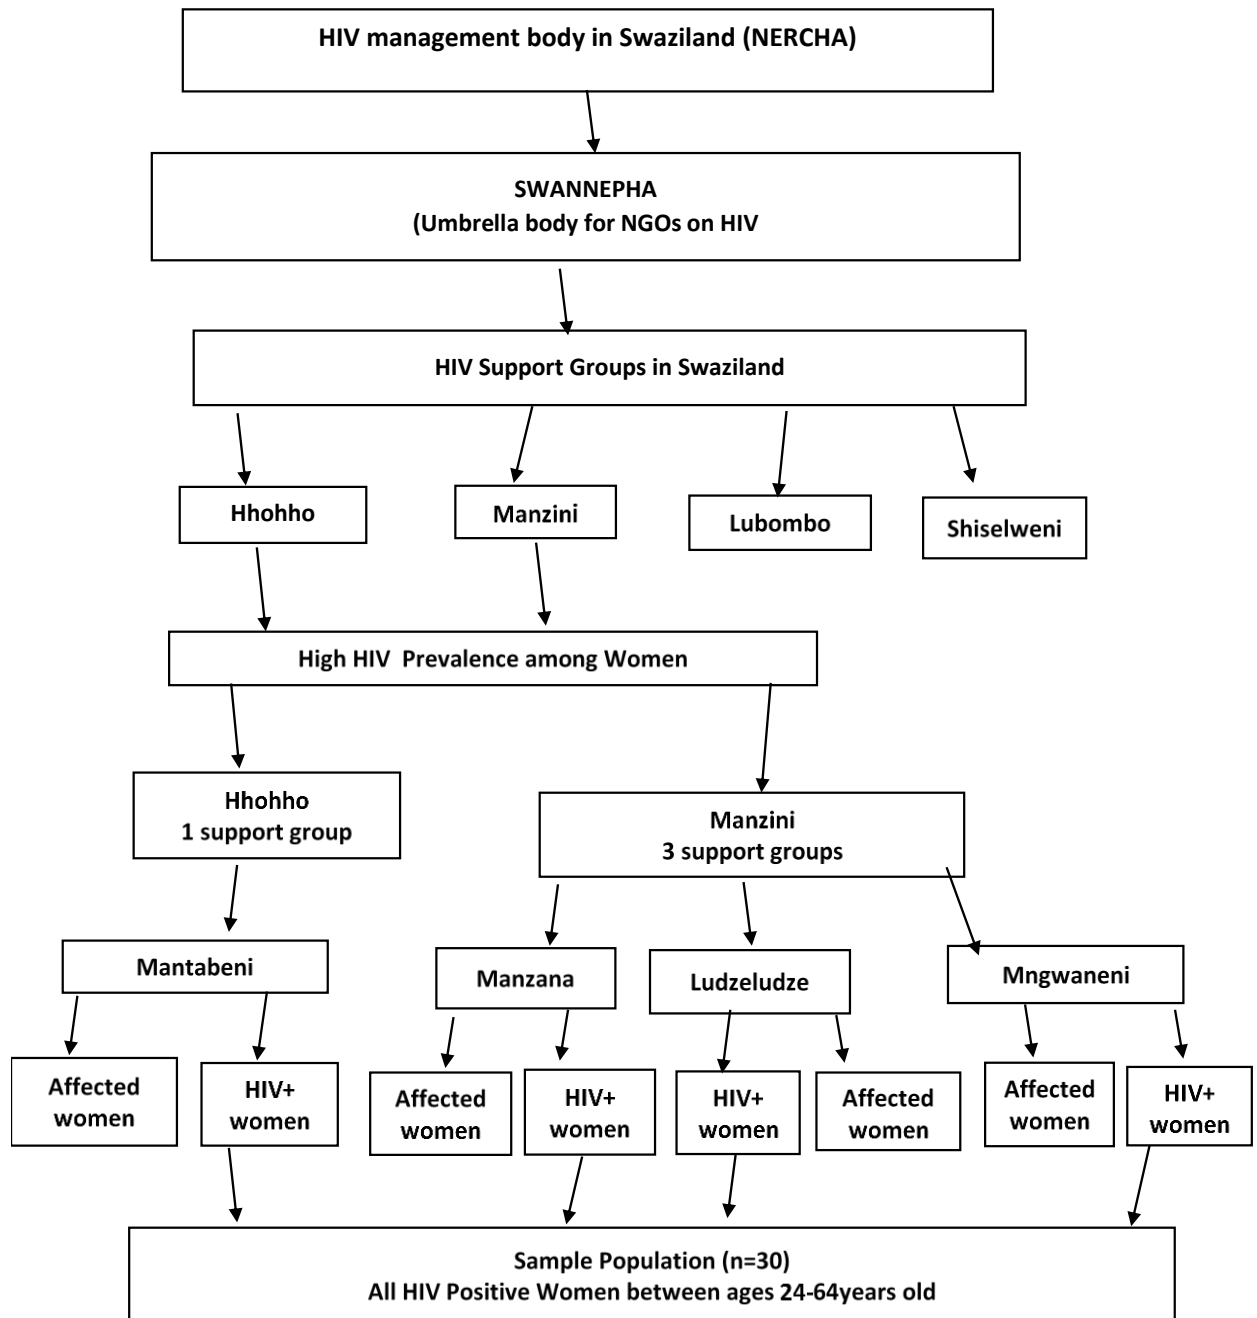 HIV management body in Swaziland (NERCHA)
SWANNEPHA
(Umbrella body for NGOs on HIV
HIV Support Groups in Swaziland
Hhohho
Manzini
Lubombo
Shiselweni
High HIV Prevalence among Women
Hhohho
1 support group
Manzini
3 support groups
Mantabeni
Manzana
Ludzeludze
Mngwaneni
Affected
women
HIV+
women
Affected
women
HIV+
women
HIV+
women
Affected
women
Affected
women
HIV+
women
Sample Population (n=30)
All HIV Positive Women between ages 24-64years old